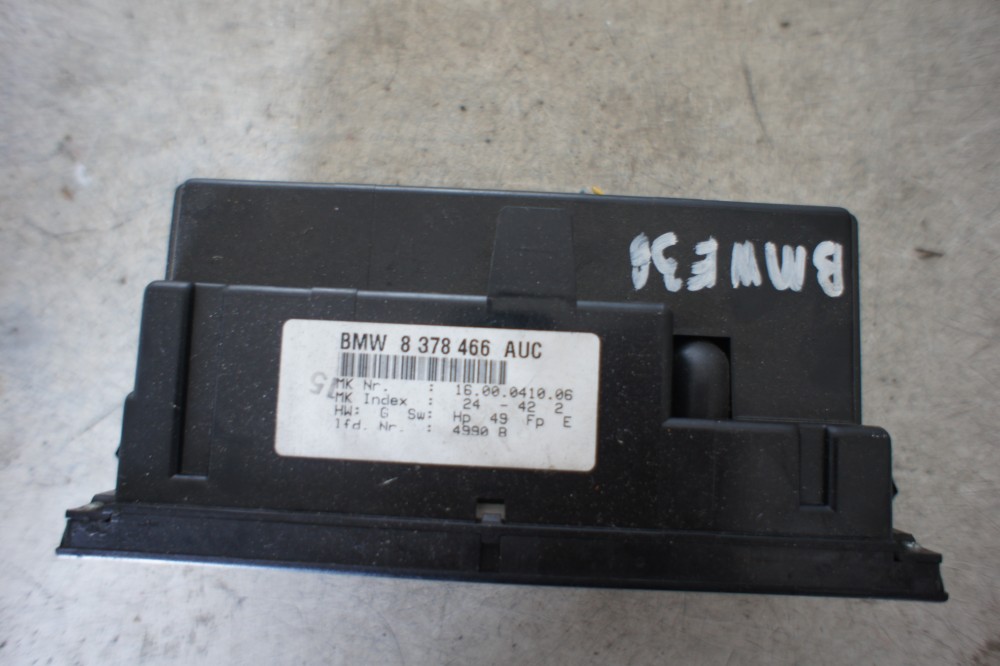 BMW E36
BMW 8 378 466 AUC
15
MK Nr. : 16.00.0410.06
MK Index : 24 - 42 2
HW: G Sw: Hp 49 Fp E
lfd. Nr. : 4990 B